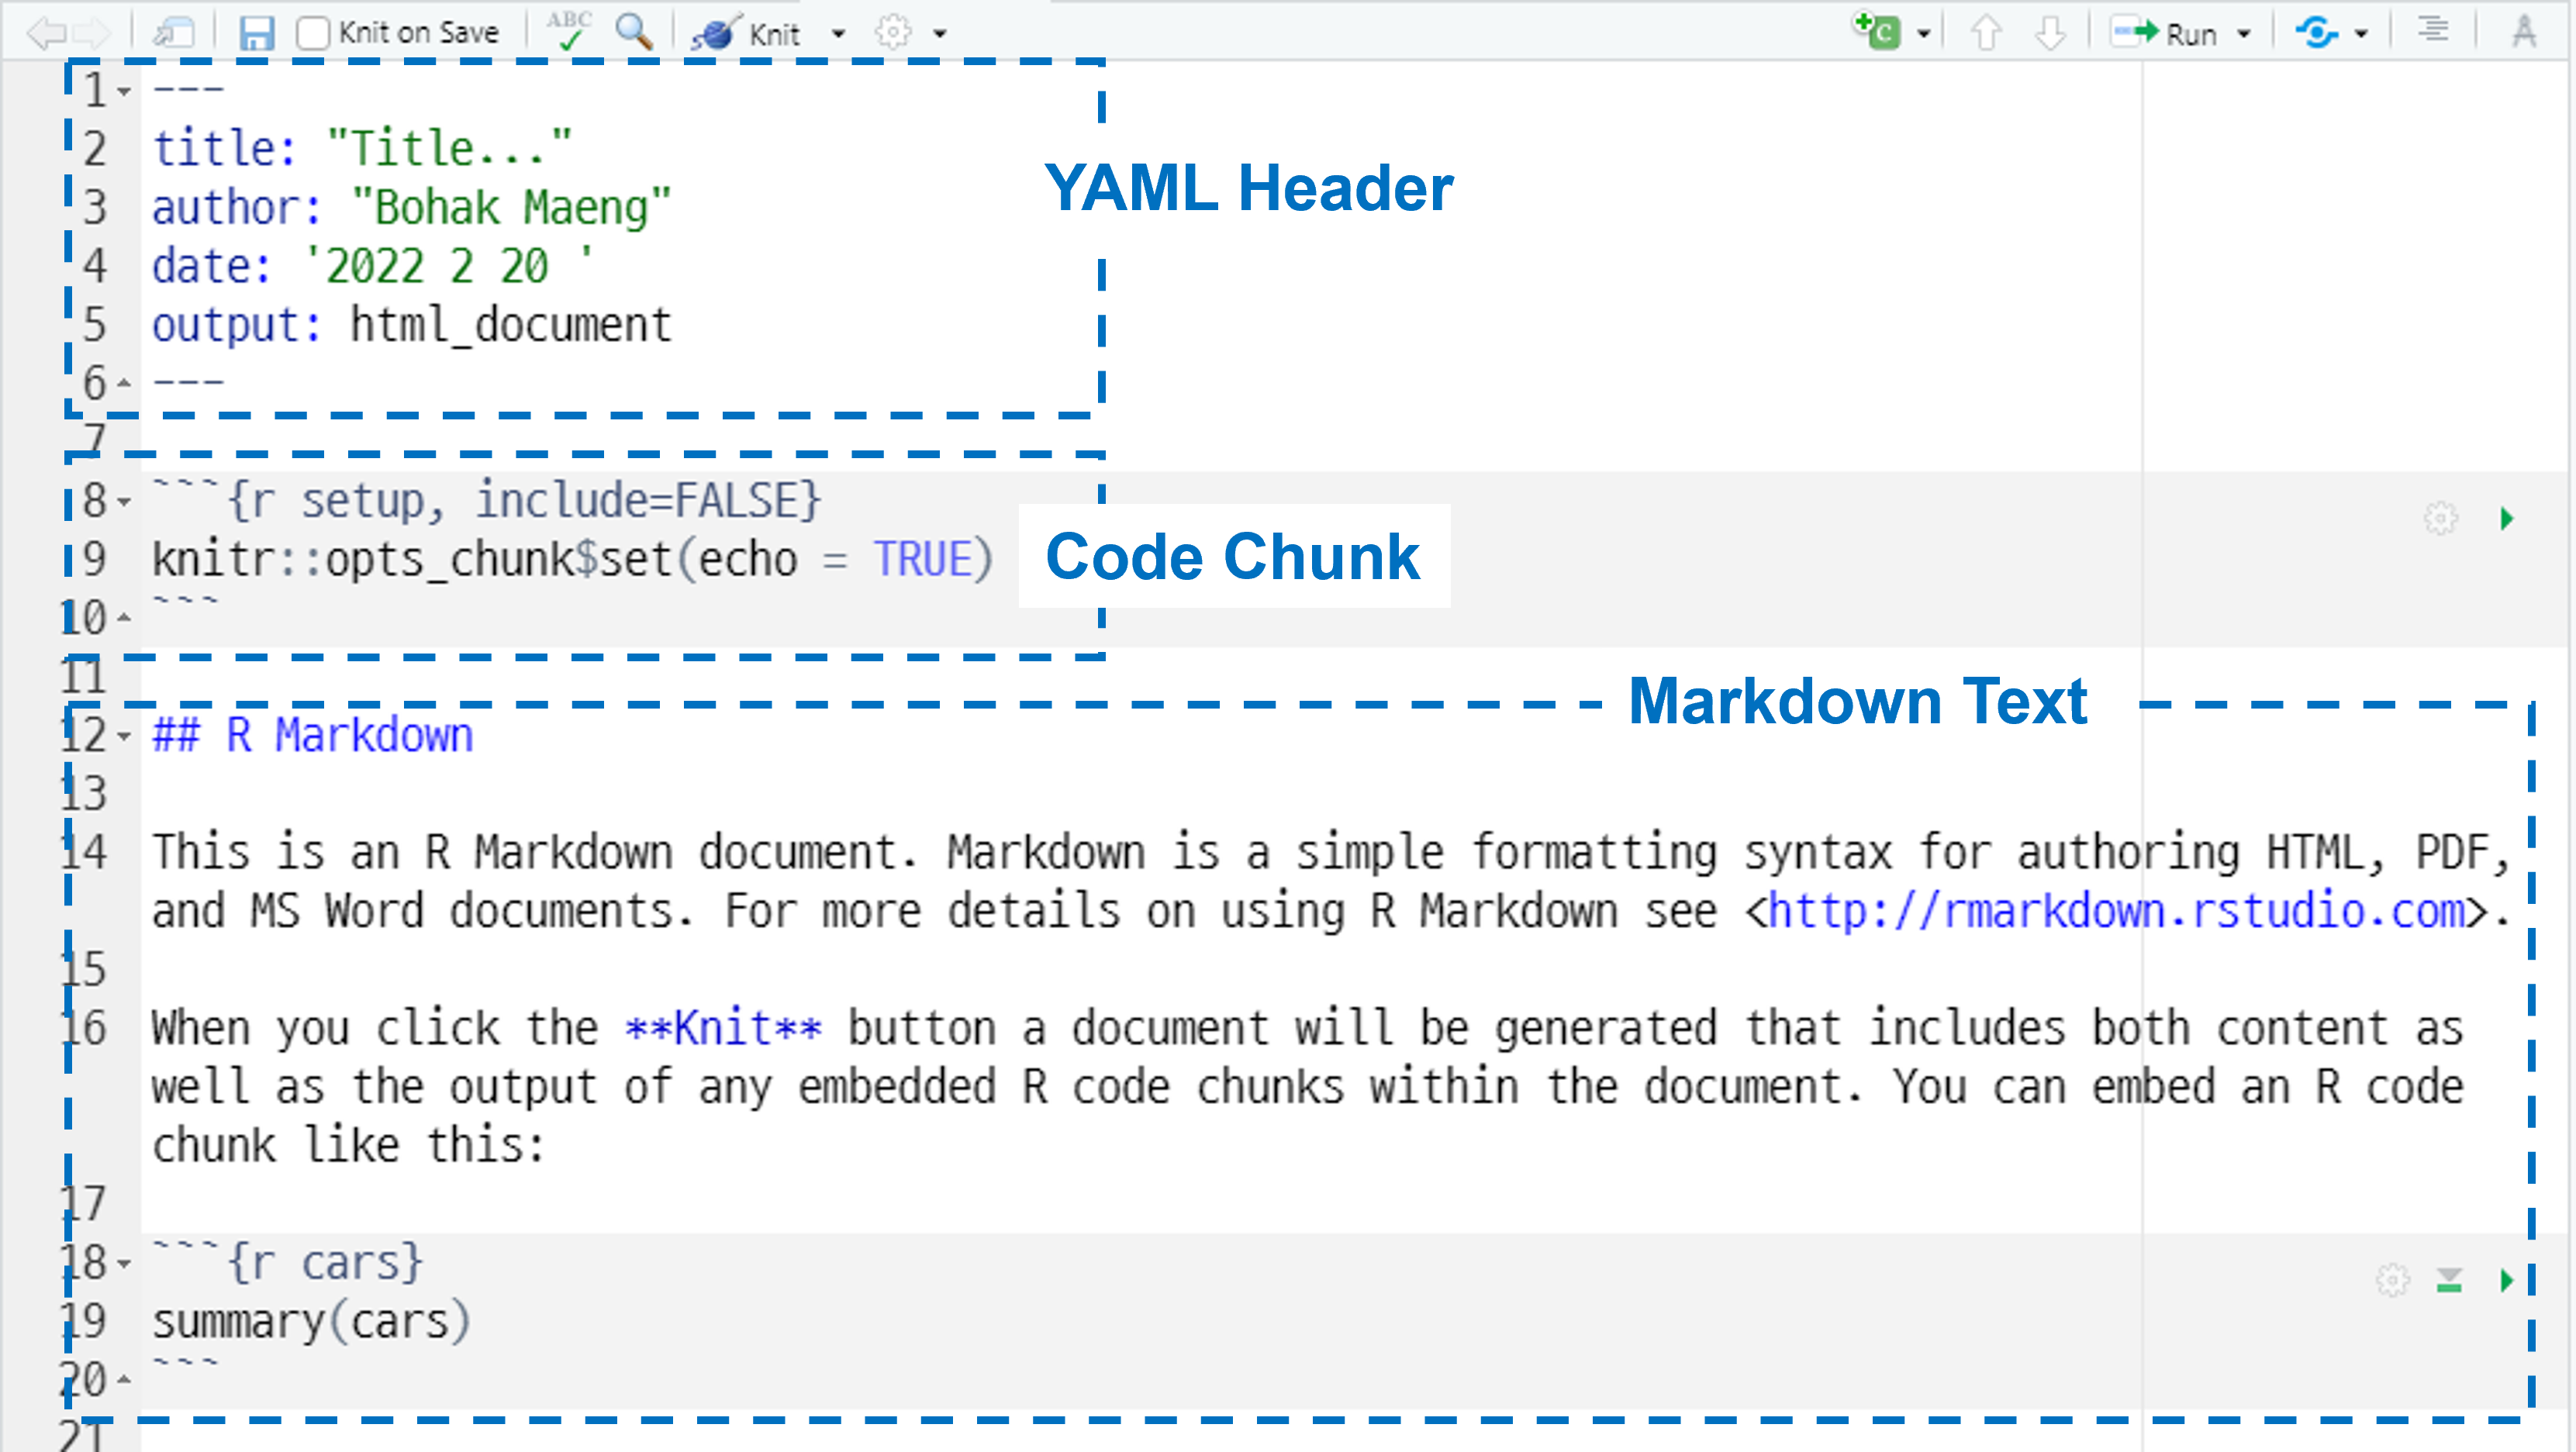 Knit on Save ABC Knit C Run
1 ---
2 title: "Title..."
YAML Header
3 author: "Bohak Maeng"
4 date: '2022 2 20 '
5 output: html_document
6 ---
7
8 ```{r setup, include=FALSE}
9 knitr::opts_chunk$set(echo = TRUE)
Code Chunk
10 ```
11
Markdown Text
12 ## R Markdown
13
14 This is an R Markdown document. Markdown is a simple formatting syntax for authoring HTML, PDF,
and MS Word documents. For more details on using R Markdown see <http://rmarkdown.rstudio.com>.
15
16 When you click the **Knit** button a document will be generated that includes both content as
well as the output of any embedded R code chunks within the document. You can embed an R code
chunk like this:
17
18 ```{r cars}
19 summary(cars)
20 ```
21